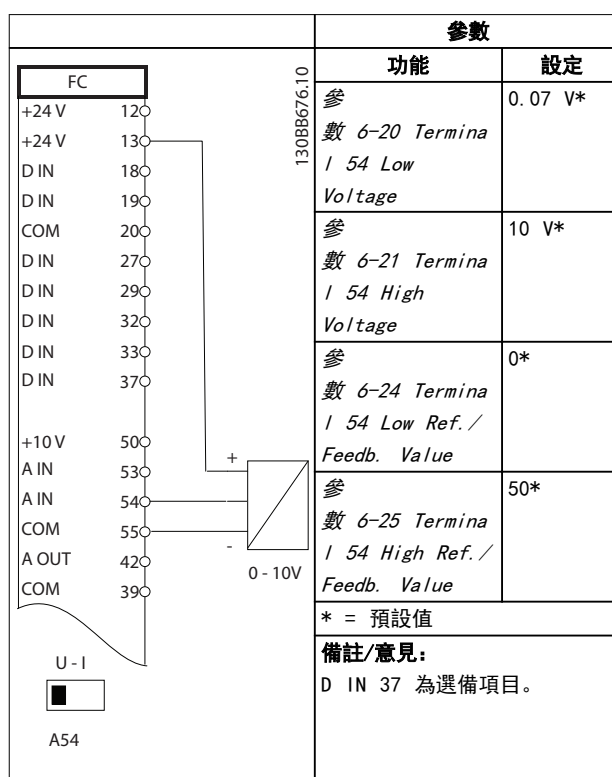 FC
+24 V 12
+24 V 13
D IN 18
D IN 19
COM 20
D IN 27
D IN 29
D IN 32
D IN 33
D IN 37
+10 V 50
A IN 53
A IN 54
COM 55
A OUT 42
COM 39
+
-
0 - 10V
U - I
A54
130BB676.10
參數
功能 設定
參 0.07 V*
數 6-20 Termina
l 54 Low
Voltage
參 10 V*
數 6-21 Termina
l 54 High
Voltage
參 0*
數 6-24 Termina
l 54 Low Ref./
Feedb. Value
參 50*
數 6-25 Termina
l 54 High Ref./
Feedb. Value
* = 預設值
備註/意見:
D IN 37 為選備項目。